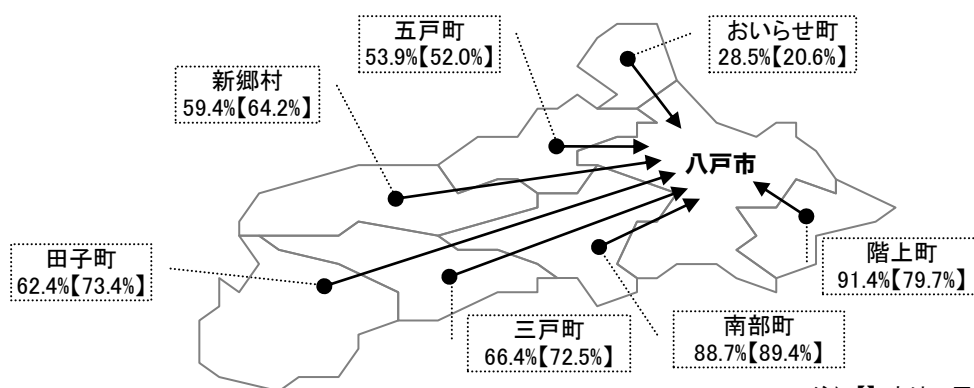 五戸町
53.9%【52.0%】
おいらせ町
28.5%【20.6%】
新郷村
59.4%【64.2%】
八戸市
田子町
62.4%【73.4%】
階上町
91.4%【79.7%】
三戸町
66.4%【72.5%】
南部町
88.7%【89.4%】